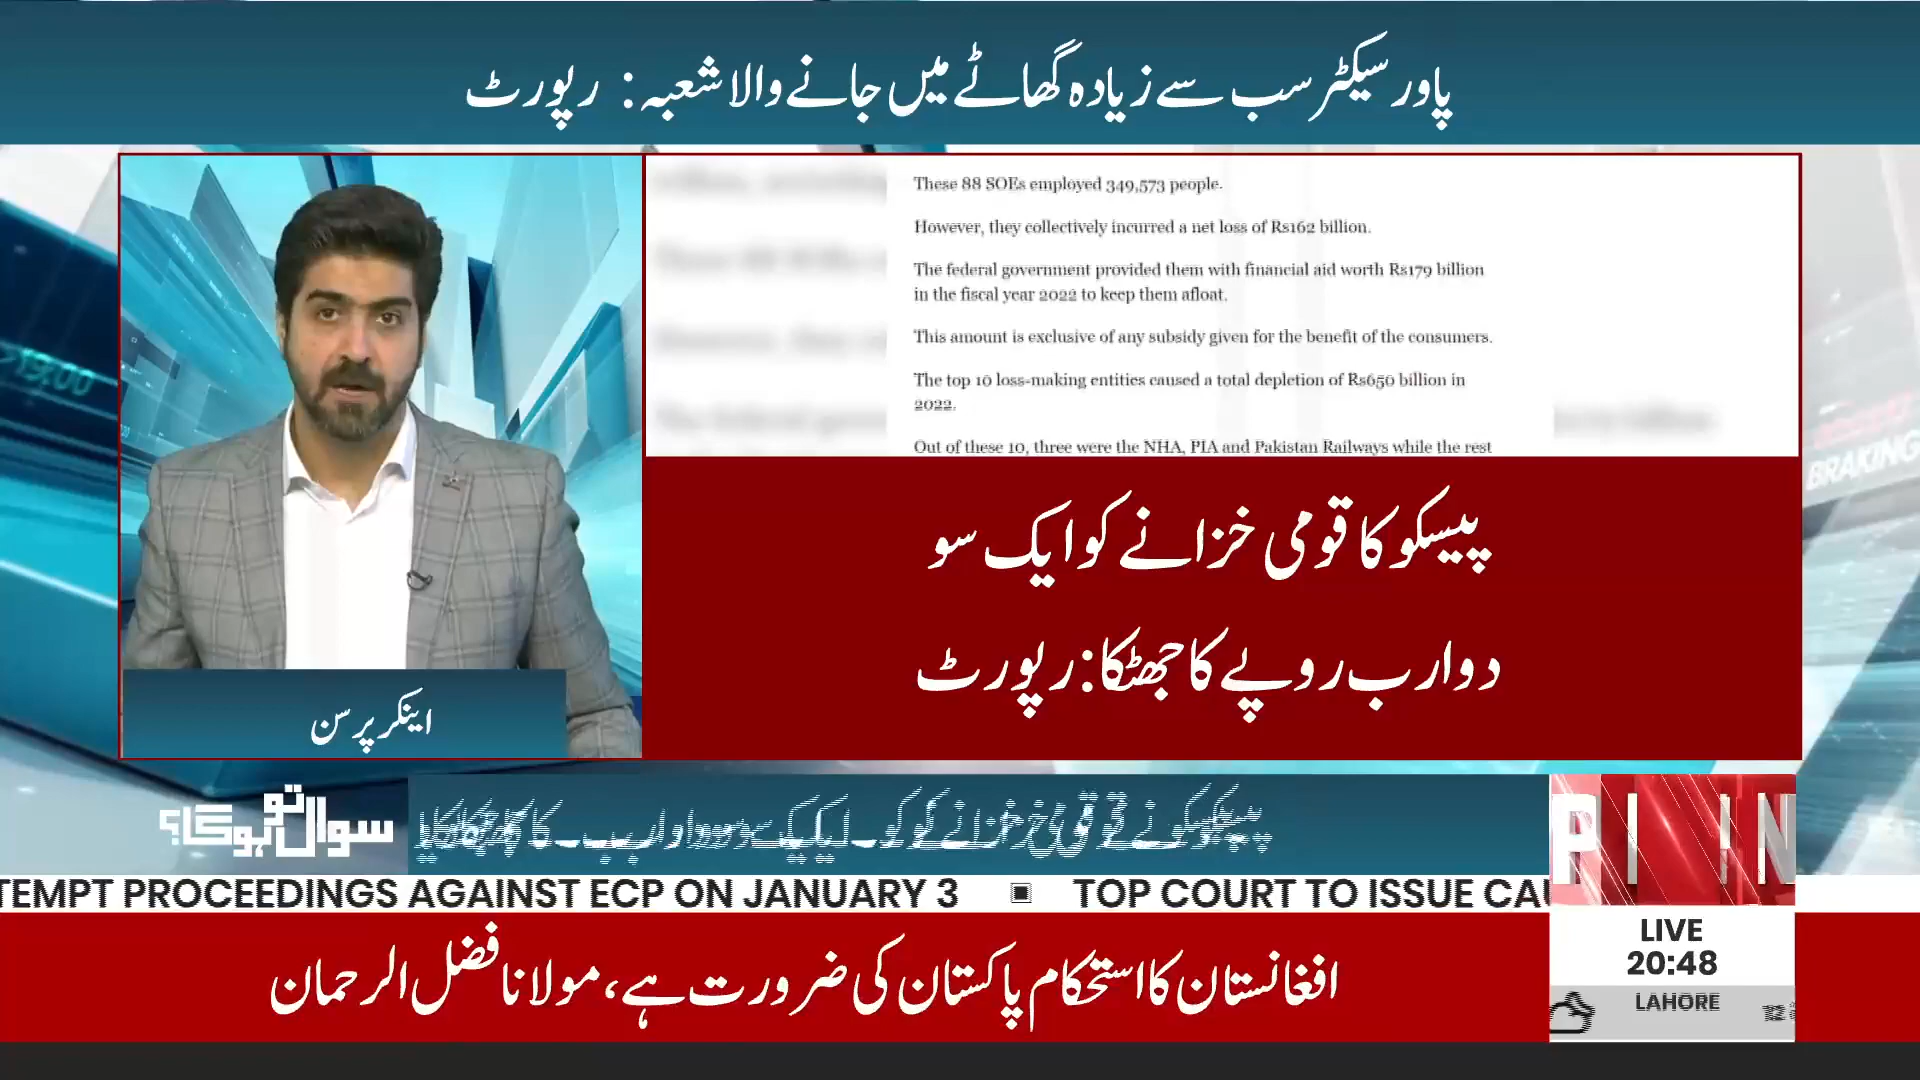 پاور سیکٹر سب سے زیادہ گھاٹے میں جانے والا شعبہ: رپورٹ
These 88 SOEs employed 349,573 people.
However, they collectively incurred a net loss of Rs162 billion.
The federal government provided them with financial aid worth Rs179 billion
in the fiscal year 2022 to keep them afloat.
This amount is exclusive of any subsidy given for the benefit of the consumers.
The top 10 loss-making entities caused a total depletion of Rs650 billion in
2022.
Out of these 10, three were the NHA, PIA and Pakistan Railways while the rest
19:00
BRAKING
پیسکو کا قومی خزانے کو ایک سو
دو ارب روپے کا جھٹکا: رپورٹ
اینکر پرسن
سوال تو ہوگا؟
TEMPT PROCEEDINGS AGAINST ECP ON JANUARY 3
TOP COURT TO ISSUE CAU
LIVE
20:48
LAHORE
افغانستان کا استحکام پاکستان کی ضرورت ہے، مولانا فضل الرحمان